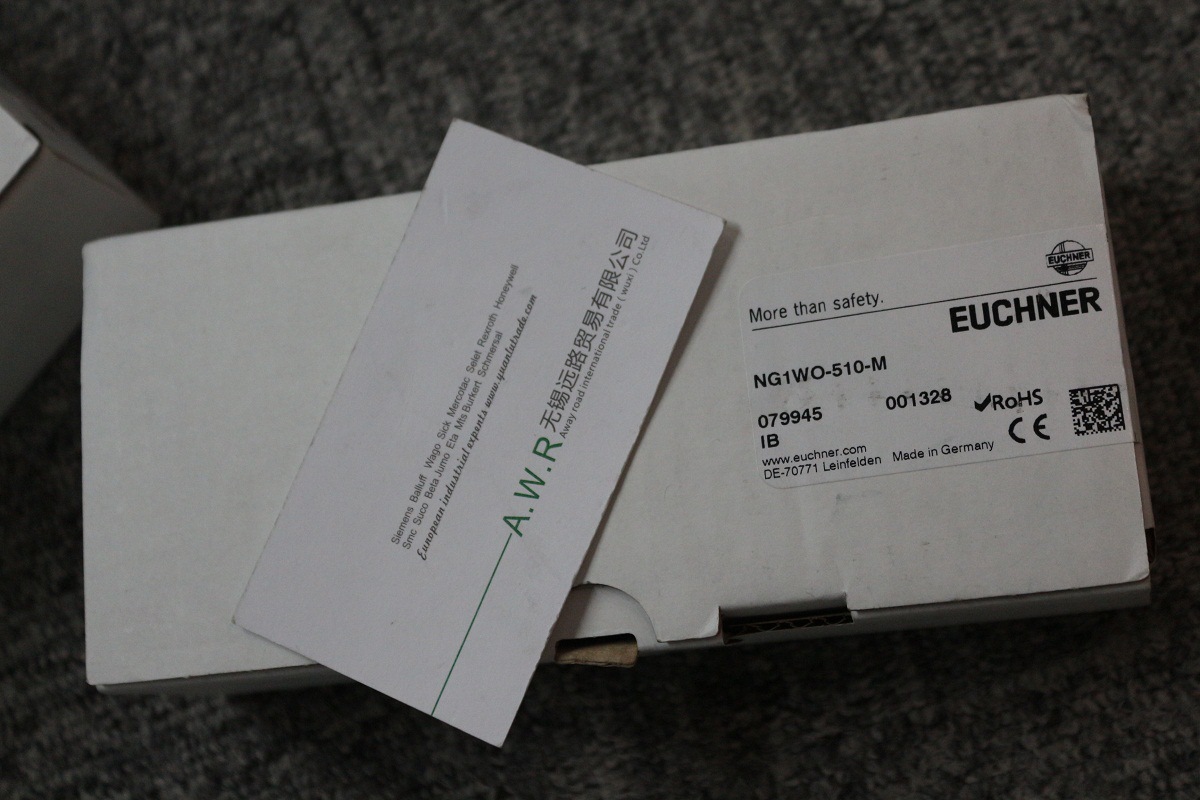 Siemens Balluff Wago Sick Mercotac Selet Rexroth Honeywell
Smc Suco Beta Jumo Eta Mts Burkert Schmersal
European industrial experts www.yuanlutrade.com
A.W.R 无锡远路贸易有限公司
Away road international trade ( wuxi ) Co.Ltd
EUCHNER
More than safety.
EUCHNER
NG1WO-510-M
079945 001328 RoHS
IB CE
www.euchner.com
DE-70771 Leinfelden Made in Germany